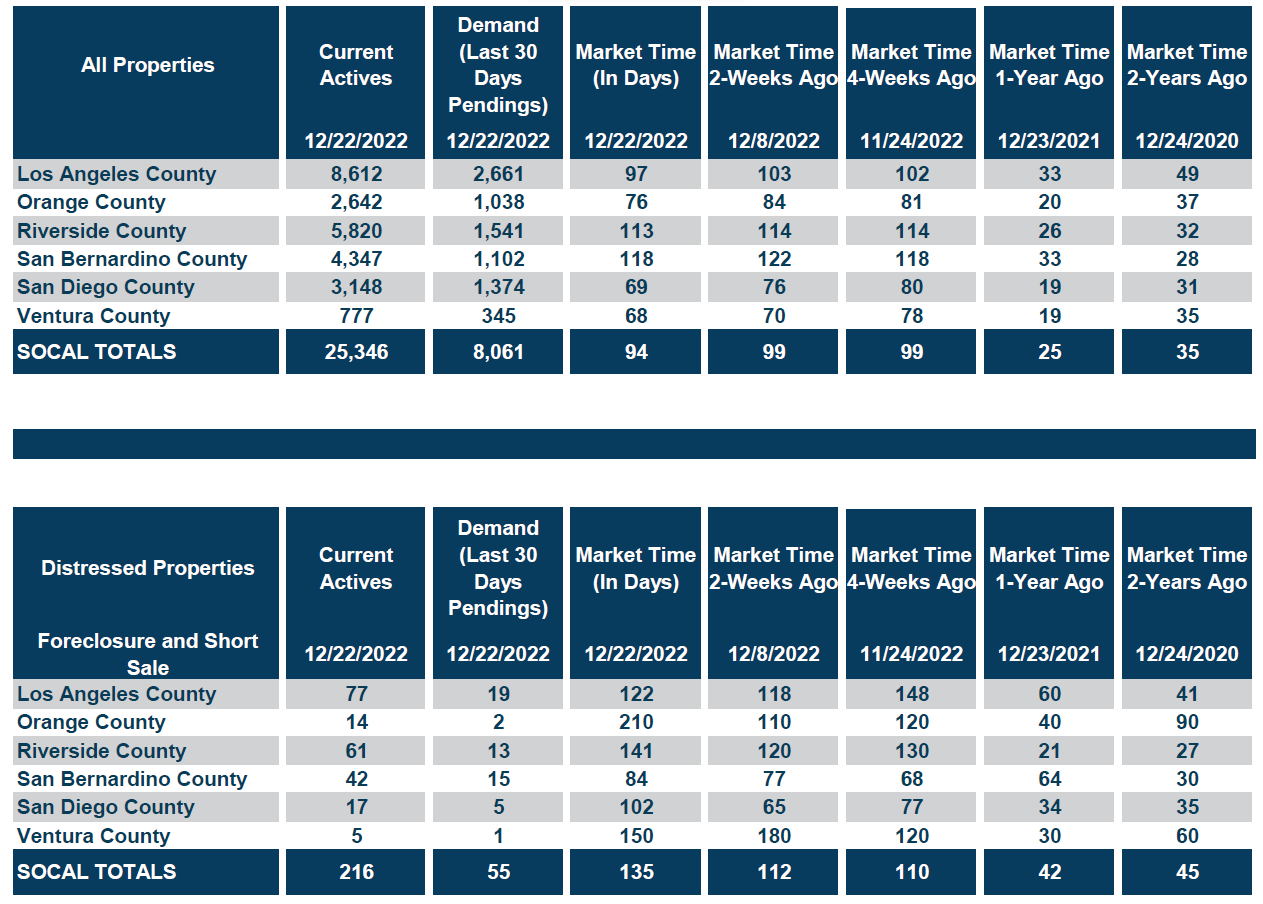 All Properties Current Actives Demand (Last 30 Days Pendings) Market Time (In Days) Market Time 2-Weeks Ago Market Time 4-Weeks Ago Market Time 1-Year Ago Market Time 2-Years Ago
12/22/2022 12/22/2022 12/22/2022 12/8/2022 11/24/2022 12/23/2021 12/24/2020
Los Angeles County 8,612 2,661 97 103 102 33 49
Orange County 2,642 1,038 76 84 81 20 37
Riverside County 5,820 1,541 113 114 114 26 32
San Bernardino County 4,347 1,102 118 122 118 33 28
San Diego County 3,148 1,374 69 76 80 19 31
Ventura County 777 345 68 70 78 19 35
SOCAL TOTALS 25,346 8,061 94 99 99 25 35
Distressed Properties Current Actives Demand (Last 30 Days Pendings) Market Time (In Days) Market Time 2-Weeks Ago Market Time 4-Weeks Ago Market Time 1-Year Ago Market Time 2-Years Ago
Foreclosure and Short Sale 12/22/2022 12/22/2022 12/22/2022 12/8/2022 11/24/2022 12/23/2021 12/24/2020
Los Angeles County 77 19 122 118 148 60 41
Orange County 14 2 210 110 120 40 90
Riverside County 61 13 141 120 130 21 27
San Bernardino County 42 15 84 77 68 64 30
San Diego County 17 5 102 65 77 34 35
Ventura County 5 1 150 180 120 30 60
SOCAL TOTALS 216 55 135 112 110 42 45